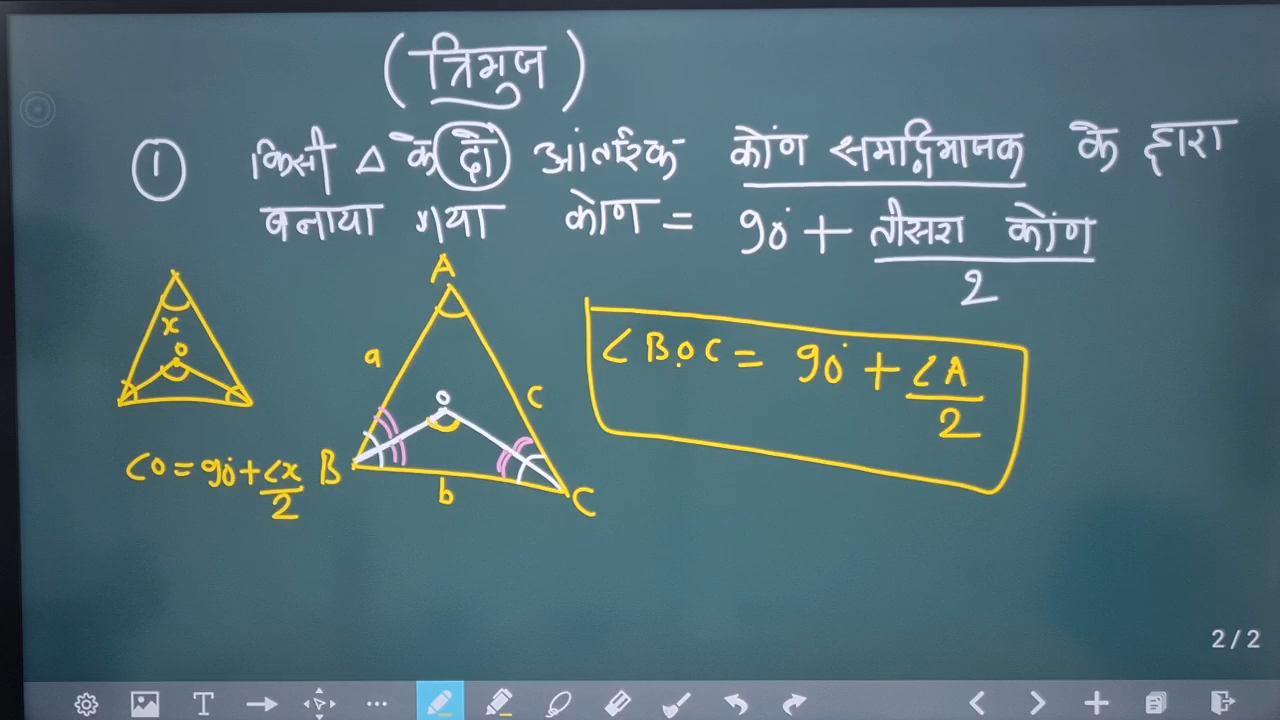 (त्रिभुज)
① किसी △ के दो आंतरिक कोंण समद्विभाजक के द्वारा
बनाया गया कोण = 90° + तीसरा कोंण / 2
A
x
O
a
O
C
∠BOC = 90° + ∠A/2
∠O = 90° + ∠x/2
B
b
C
2/2
T